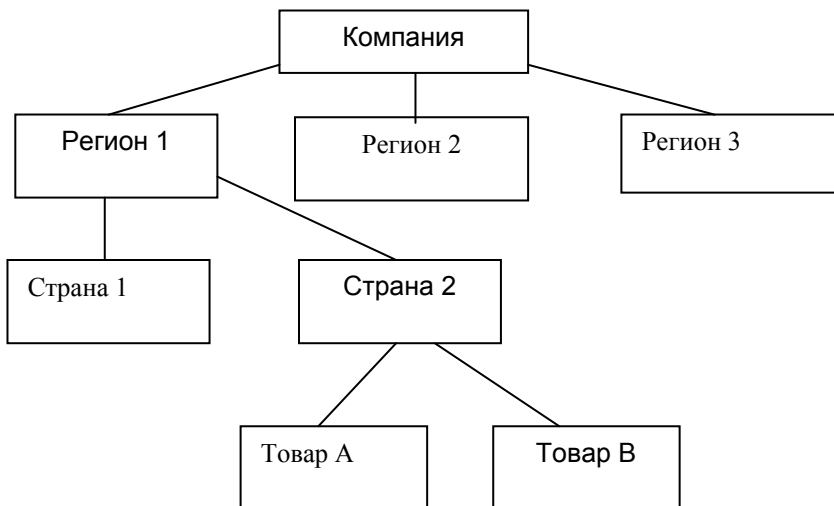 Компания
Регион 1
Регион 2
Регион 3
Страна 1
Страна 2
Товар А
Товар В